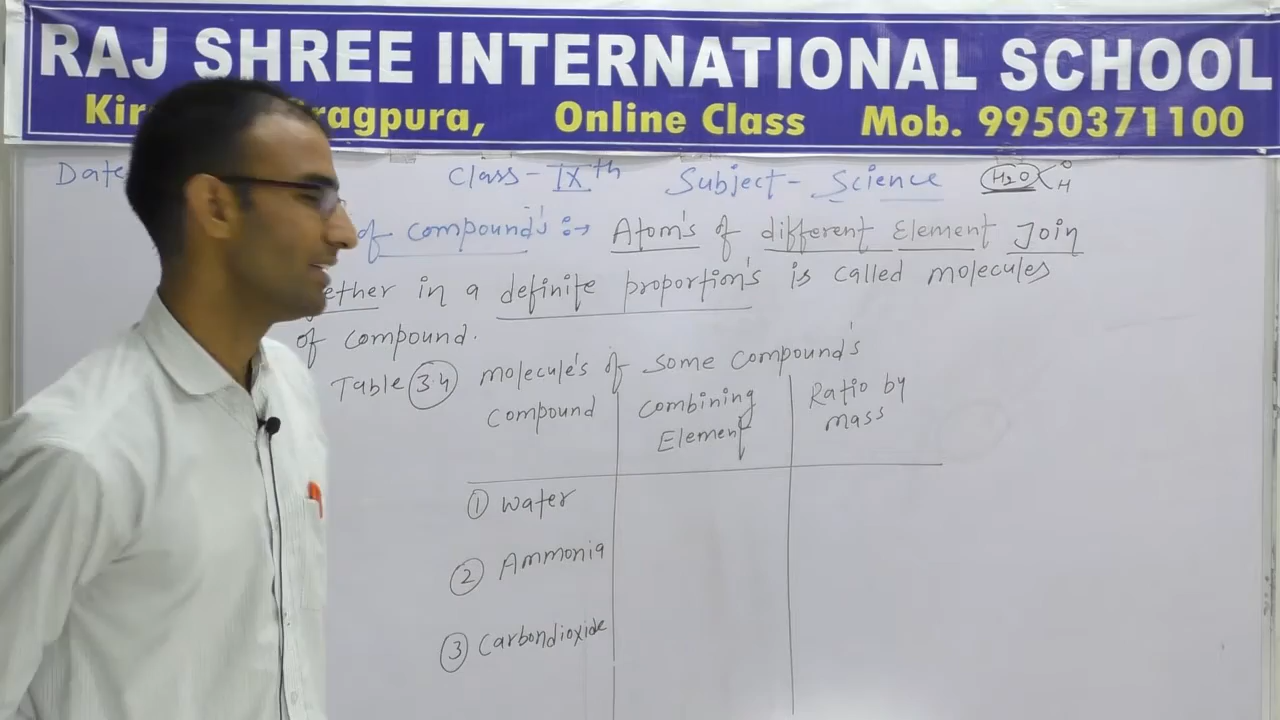 RAJ SHREE INTERNATIONAL SCHOOL
Online Class Mob. 9950371100
Date Class- IXth Subject- Science H2O O H
of compound's :→ Atom's of different Element Join
in a definite proportion's is called molecules
of compound.
Table 3.4 molecule's of some compound's
compound Combining Element Ratio by mass
① Water
② Ammonia
③ Carbondioxide